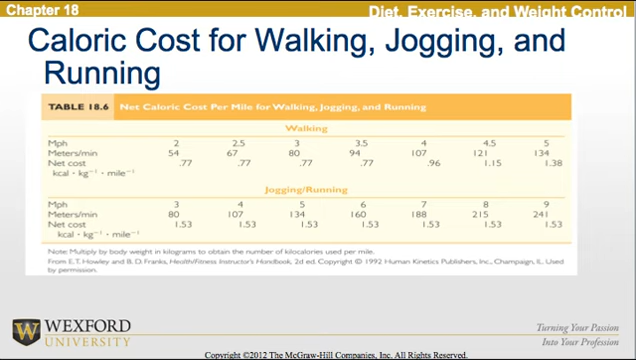 Chapter 18
Diet, Exercise, and Weight Control
Caloric Cost for Walking, Jogging, and
Running
TABLE 18.6 Net Caloric Cost Per Mile for Walking, Jogging, and Running
Walking
Mph 2 2.5 3 3.5 4 4.5 5
Meters/min 54 67 80 94 107 121 134
Net cost .77 .77 .77 .77 .96 1.15 1.38
kcal · kg⁻¹ · mile⁻¹
Jogging/Running
Mph 3 4 5 6 7 8 9
Meters/min 80 107 134 160 188 215 241
Net cost 1.53 1.53 1.53 1.53 1.53 1.53 1.53
kcal · kg⁻¹ · mile⁻¹
Note: Multiply by body weight in kilograms to obtain the number of kilocalories used per mile.
From E. T. Howley and B. D. Franks, Health/Fitness Instructor's Handbook, 2d ed. Copyright © 1992 Human Kinetics Publishers, Inc., Champaign, IL. Used
by permission.
WEXFORD
UNIVERSITY
Turning Your Passion
Into Your Profession
Copyright ©2012 The McGraw-Hill Companies, Inc. All Rights Reserved.